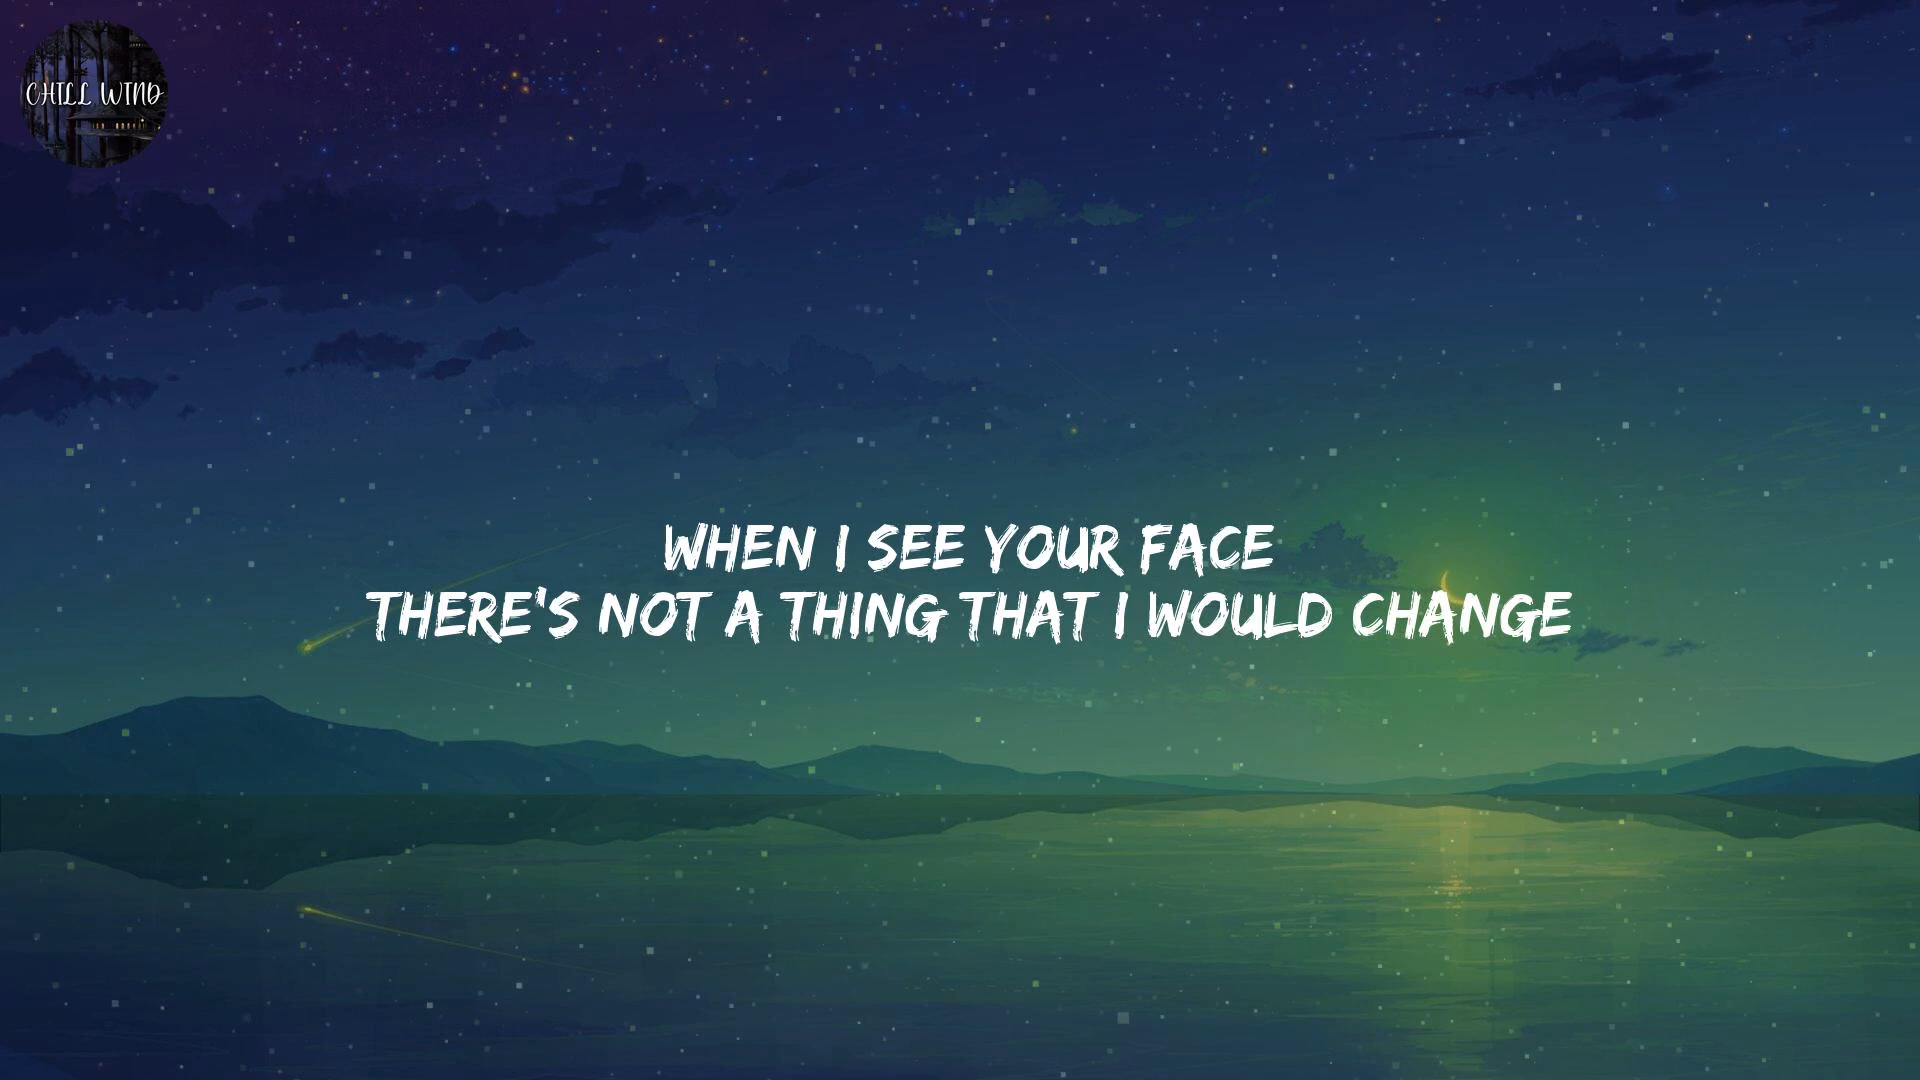 CHILL WIND
WHEN I SEE YOUR FACE
THERE'S NOT A THING THAT I WOULD CHANGE